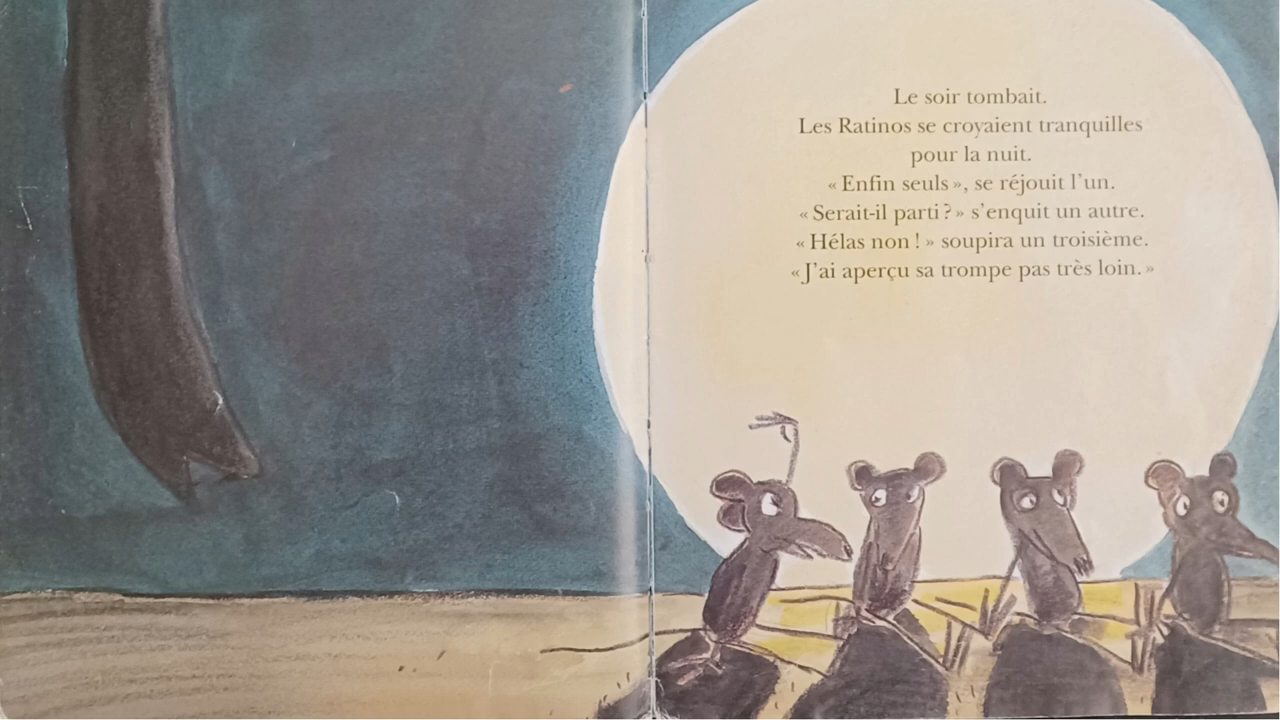 Le soir tombait.
Les Ratinos se croyaient tranquilles
pour la nuit.
« Enfin seuls », se réjouit l'un.
« Serait-il parti ? » s'enquit un autre.
« Hélas non ! » soupira un troisième.
« J'ai aperçu sa trompe pas très loin. »